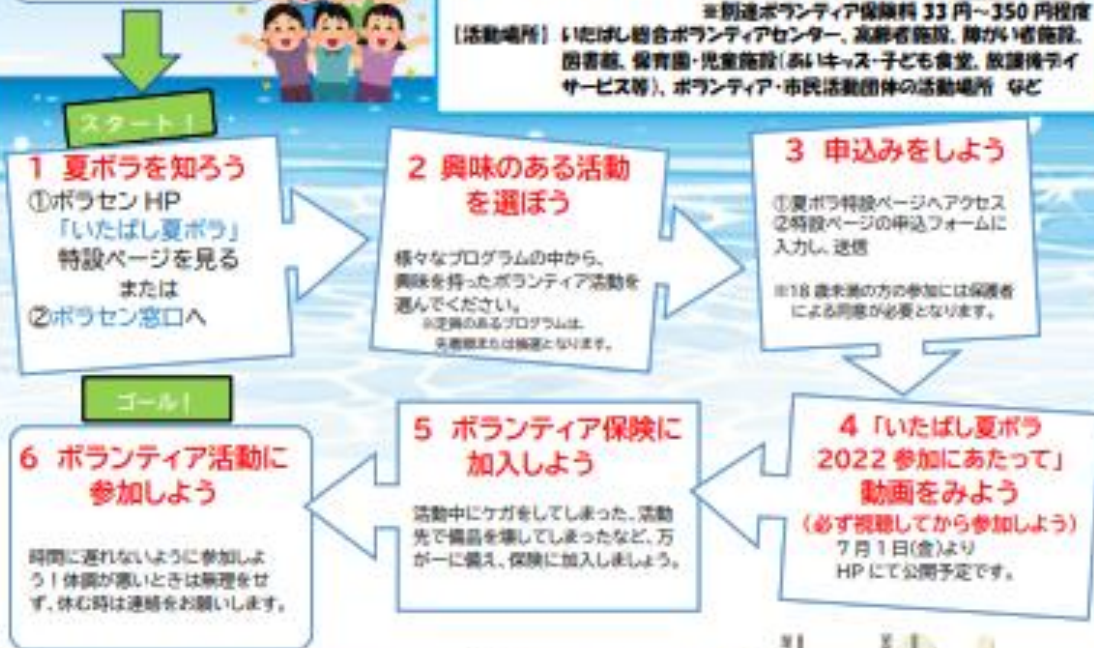 ※別途ボランティア保険料 33 円～350 円程度
【活動場所】 いたばし総合ボランティアセンター、高齢者施設、障がい者施設、
図書館、保育園・児童施設(あいキッズ・子ども食堂、放課後デイ
サービス等)、ボランティア・市民活動団体の活動場所 など
スタート！
1 夏ボラを知ろう
①ボラセン HP
「いたばし夏ボラ」
特設ページを見る
または
②ボラセン窓口へ
2 興味のある活動
を選ぼう
様々なプログラムの中から、
興味を持ったボランティア活動を
選んでください。
※定員のあるプログラムは、
先着順または抽選となります。
3 申込みをしよう
①夏ボラ特設ページへアクセス
②特設ページの申込フォームに
入力し、送信
※18 歳未満の方の参加には保護者
による同意が必要となります。
4 「いたばし夏ボラ
2022 参加にあたって」
動画をみよう
(必ず視聴してから参加しよう)
7 月 1 日(金)より
HP にて公開予定です。
5 ボランティア保険に
加入しよう
活動中にケガをしてしまった、活動
先で備品を壊してしまったなど、万
が一に備え、保険に加入しましょう。
ゴール！
6 ボランティア活動に
参加しよう
時間に遅れないように参加しよ
う！体調が悪いときは無理をせ
ず、休む時は連絡をお願いします。